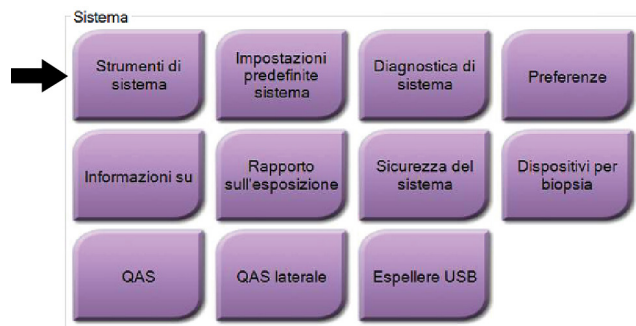 Sistema
Strumenti di
sistema
Impostazioni
predefinite
sistema
Diagnostica di
sistema
Preferenze
Informazioni su
Rapporto
sull'esposizione
Sicurezza del
sistema
Dispositivi per
biopsia
QAS
QAS laterale
Espellere USB